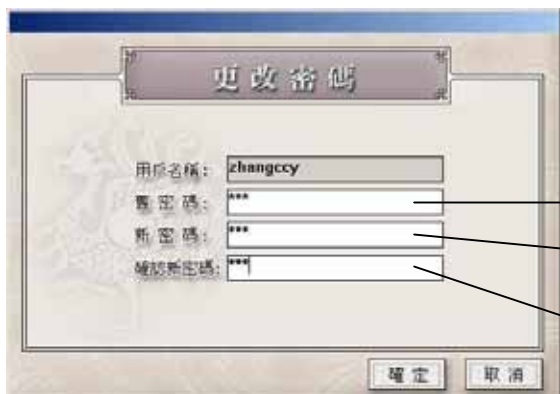 更改密碼
用戶名稱: zhangccy
舊密碼: ***
新密碼: ***
確認新密碼: ***
確定 取消